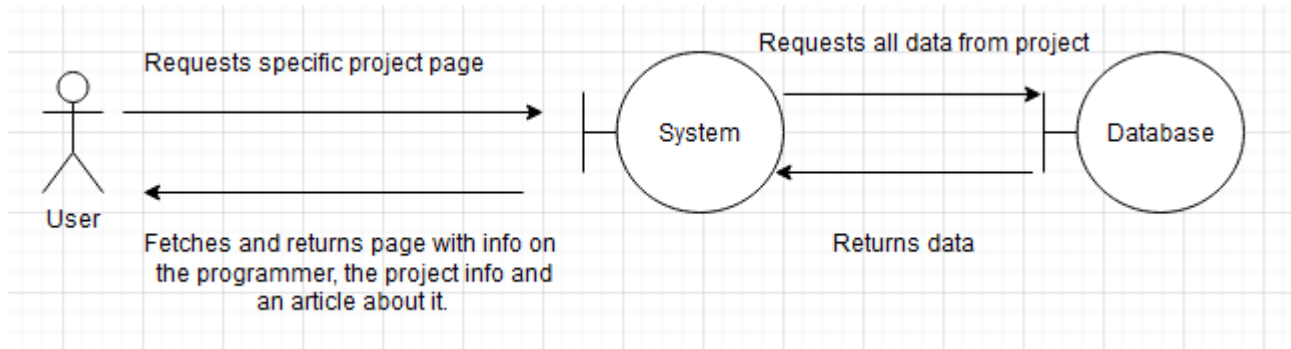 Requests all data from project
Requests specific project page
System
Database
User
Fetches and returns page with info on
the programmer, the project info and
an article about it.
Returns data